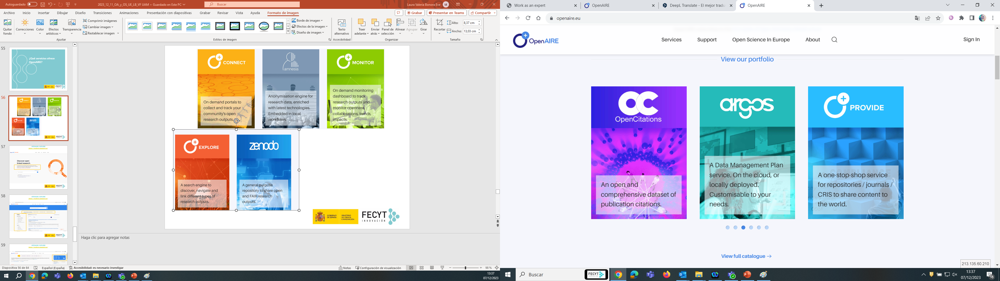 Autoguardado
2023_12_11_OA_y_OS_UE_LB_VF UAM • Guardado en Este PC
Buscar
Laura Valeria Bonora Eve
LE
Archivo Inicio Insertar Dibujar Diseño Transiciones Animaciones Presentación con diapositivas Grabar Revisar Vista Ayuda Formato de imagen
Grabar
Presentar en Teams
Compartir
Quitar fondo
Correcciones
Color
Efectos artísticos
Transparencia
Comprimir imágenes
Cambiar imagen
Restablecer imagen
Ajustar
Estilos de imagen
Borde de imagen
Efectos de la imagen
Diseño de imagen
Texto alternativo
Accesibilidad
Traer adelante
Enviar atrás
Panel de selección
Alinear
Agrupar
Girar
Organizar
Recortar
Alto: 8,37 cm
Ancho: 13,03 cm
Tamaño
55
¿Qué servicios ofrece
OpenAIRE?
FECYT
56
57
Discover open
linked research.
FECYT
58
FECYT
59
CONNECT
On demand portals to
collect and track your
community's open
research outputs.
amnesia
Anonymisation engine for
research data, enriched
with latest technologies.
Embedded in local
workflows.
MONITOR
On demand monitoring
dashboard to track
research outputs and
monitor openness,
collaborations, trends,
impacts.
EXPLORE
A search engine to
discover, navigate and
link different types of
research outputs.
zenodo
A general purpose
repository to share open
and FAIR research
outputs.
GOBIERNO
DE ESPAÑA
MINISTERIO
DE CIENCIA
E INNOVACIÓN
FECYT
INNOVACIÓN
Haga clic para agregar notas
Diapositiva 56 de 64
Español (España)
Accesibilidad: es necesario investigar
Notas
Configuración de visualización
98 %
13:37
07/12/2023
Work as an expert
OpenAIRE
DeepL Translate - El mejor tradu
OpenAIRE
openaire.eu
OpenAIRE
Services
Support
Open Science In Europe
About
Sign In
View our portfolio
OC
OpenCitations
An open and
comprehensive dataset of
publication citations.
argos
A Data Management Plan
service. On the cloud, or
locally deployed.
Customisable to your
needs.
PROVIDE
A one-stop-shop service
for repositories / journals /
CRIS to share content to
the world.
View full catalogue →
213.135.60.210
Buscar
FECYT
13:37
07/12/2023
18